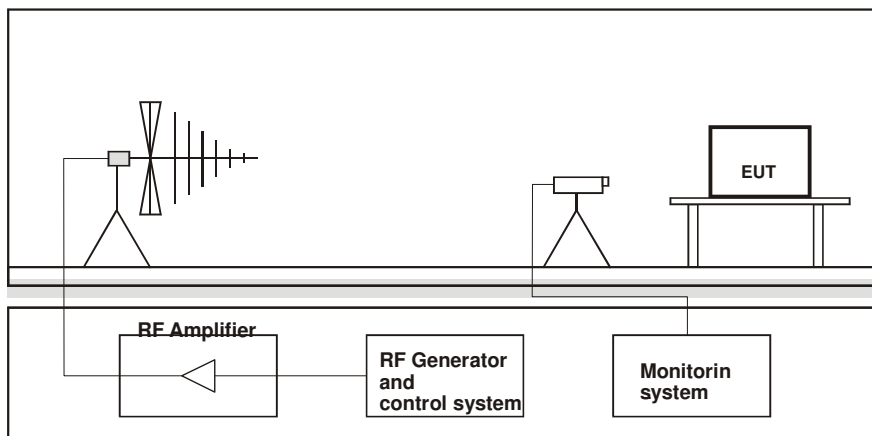 EUT
RF Amplifier
RF Generator
and
control system
Monitorin
system